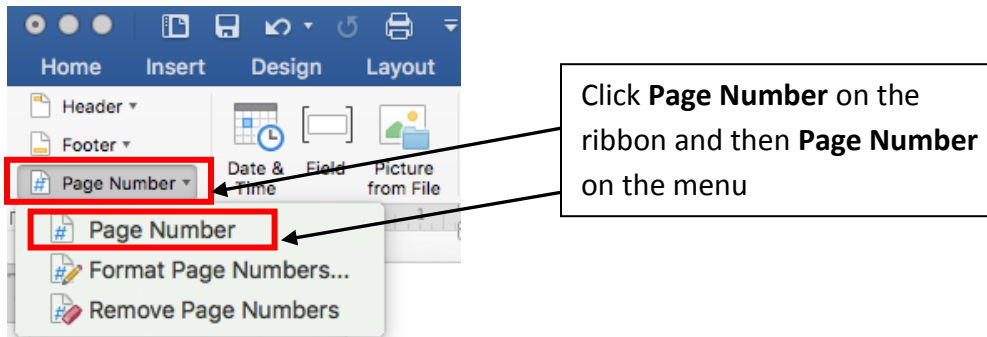 Home Insert Design Layout
Header
Footer
Page Number
Date & Time
Field
Picture from File
Page Number
Format Page Numbers...
Remove Page Numbers
Click Page Number on the
ribbon and then Page Number
on the menu